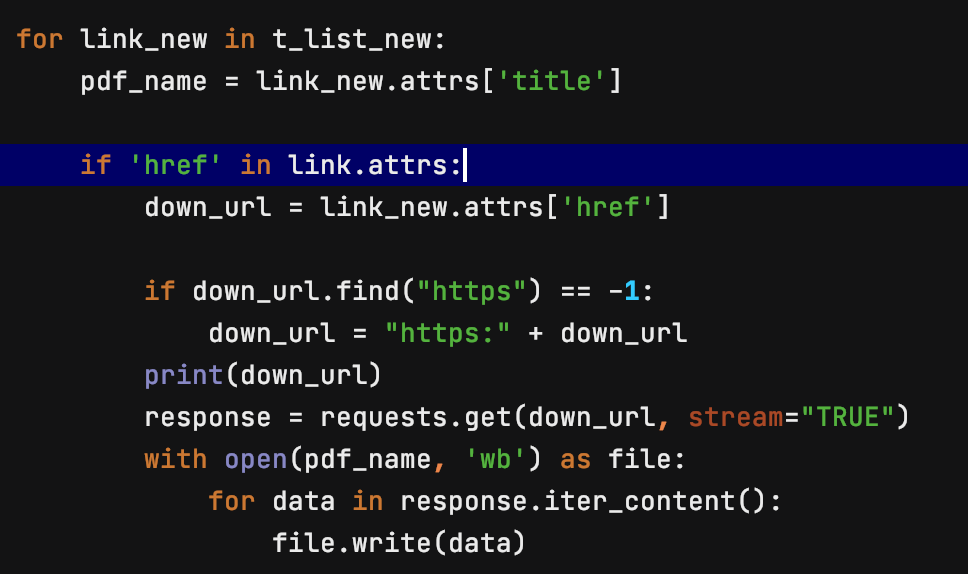 for link_new in t_list_new:
    pdf_name = link_new.attrs['title']
    if 'href' in link.attrs:
        down_url = link_new.attrs['href']
        if down_url.find("https") == -1:
            down_url = "https:" + down_url
        print(down_url)
        response = requests.get(down_url, stream="TRUE")
        with open(pdf_name, 'wb') as file:
            for data in response.iter_content():
                file.write(data)